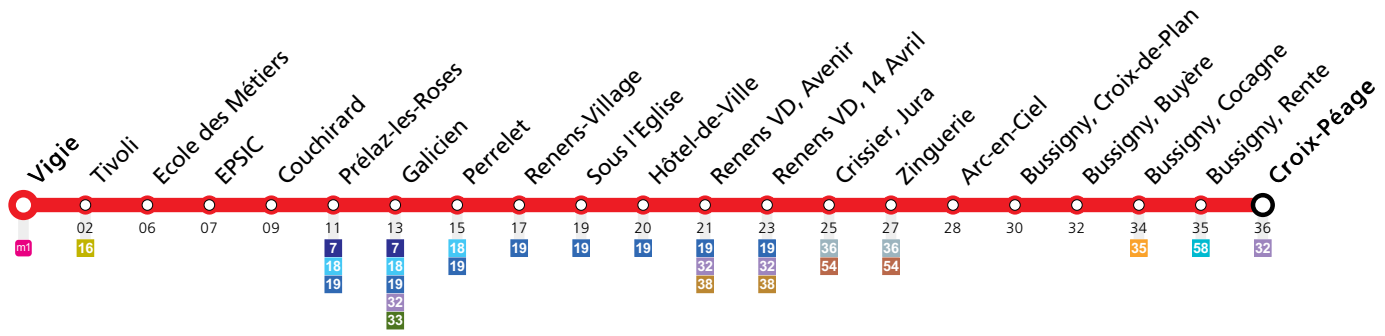 Vigie
Tivoli
Ecole des Métiers
EPSIC
Couchirard
Prélaz-les-Roses
Galicien
Perrelet
Renens-Village
Sous l'Eglise
Hôtel-de-Ville
Renens VD, Avenir
Renens VD, 14 Avril
Crissier, Jura
Zinguerie
Arc-en-Ciel
Bussigny, Croix-de-Plan
Bussigny, Buyère
Bussigny, Cocagne
Bussigny, Rente
Croix-Péage
02 06 07 09 11 13 15 17 19 20 21 23 25 27 28 30 32 34 35 36
m1 16 7 7 18 19 19 19 19 19 36 36 35 58 32
18 18 19 32 32 54 54
19 19 38 38
32
33